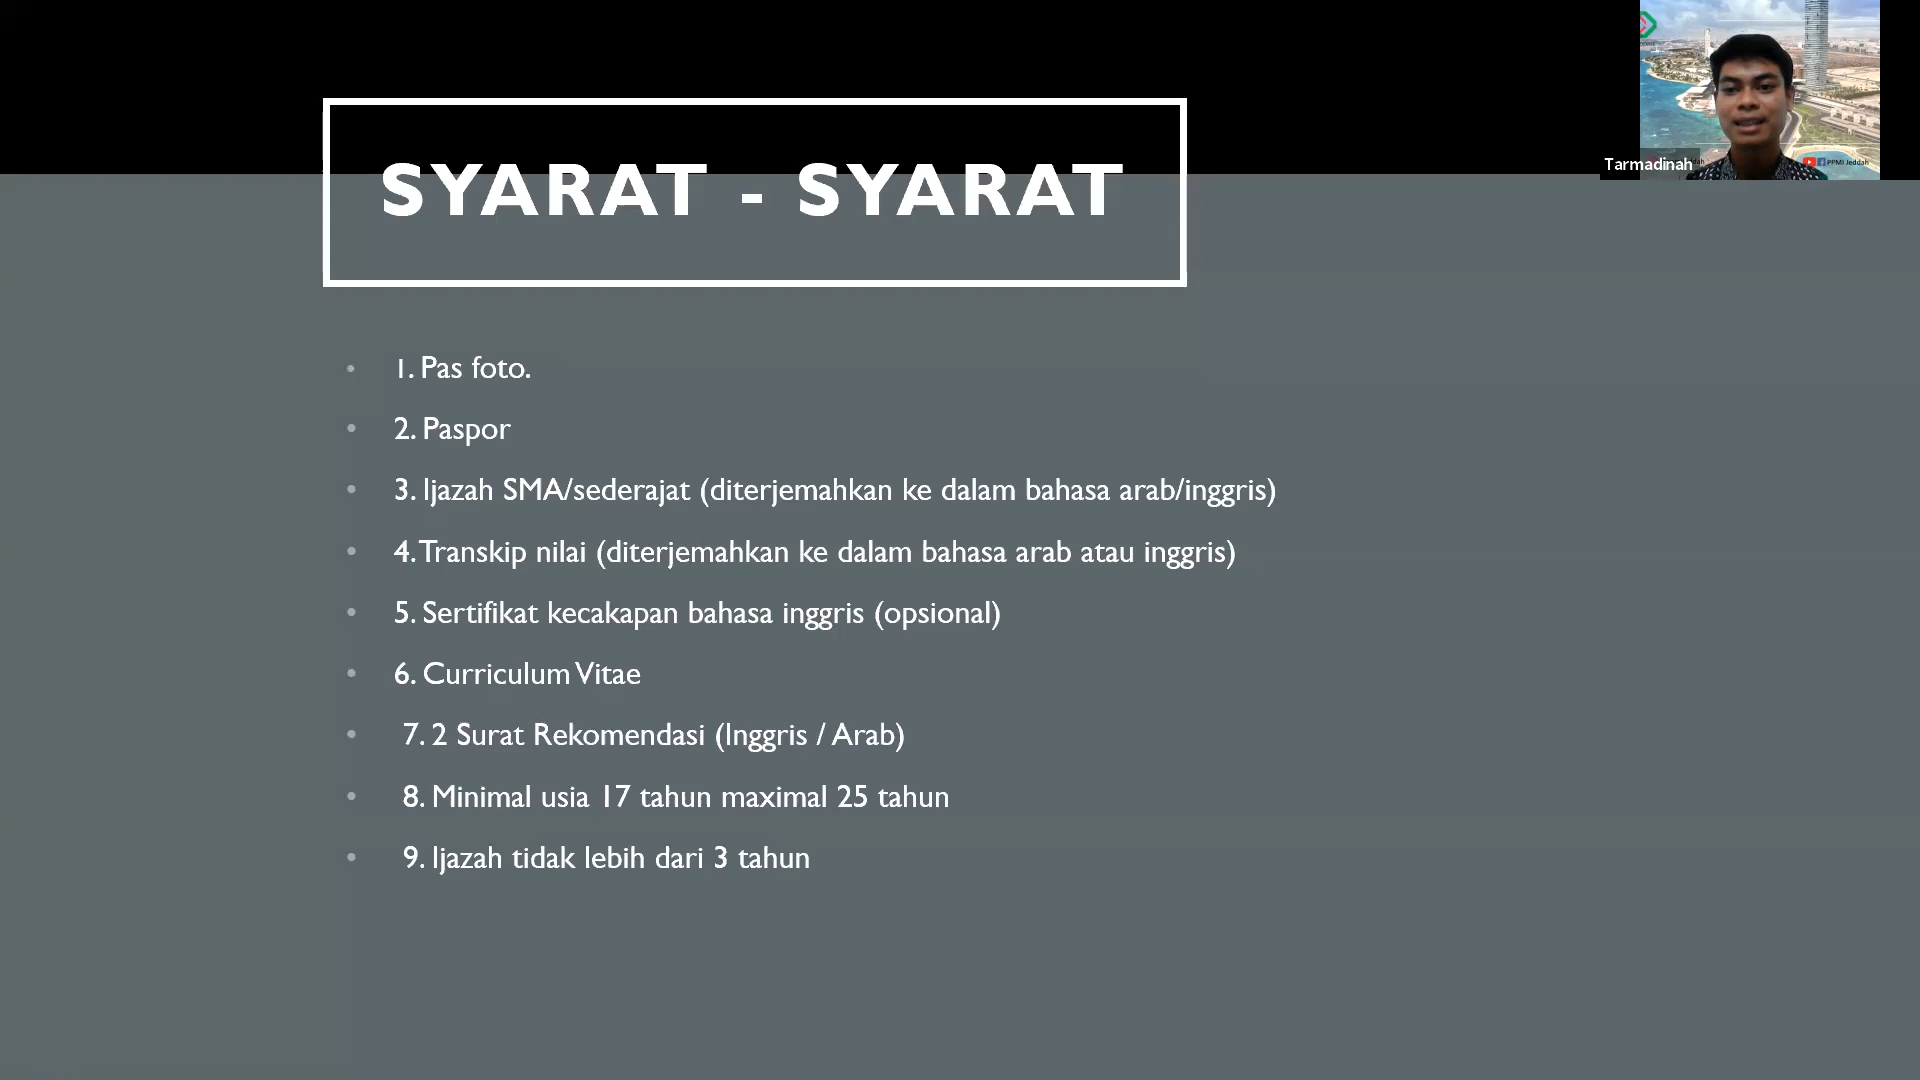 SYARAT - SYARAT
Tarmadinah
PPMI Jeddah
• 1. Pas foto.
• 2. Paspor
• 3. Ijazah SMA/sederajat (diterjemahkan ke dalam bahasa arab/inggris)
• 4. Transkip nilai (diterjemahkan ke dalam bahasa arab atau inggris)
• 5. Sertifikat kecakapan bahasa inggris (opsional)
• 6. Curriculum Vitae
• 7. 2 Surat Rekomendasi (Inggris / Arab)
• 8. Minimal usia 17 tahun maximal 25 tahun
• 9. Ijazah tidak lebih dari 3 tahun